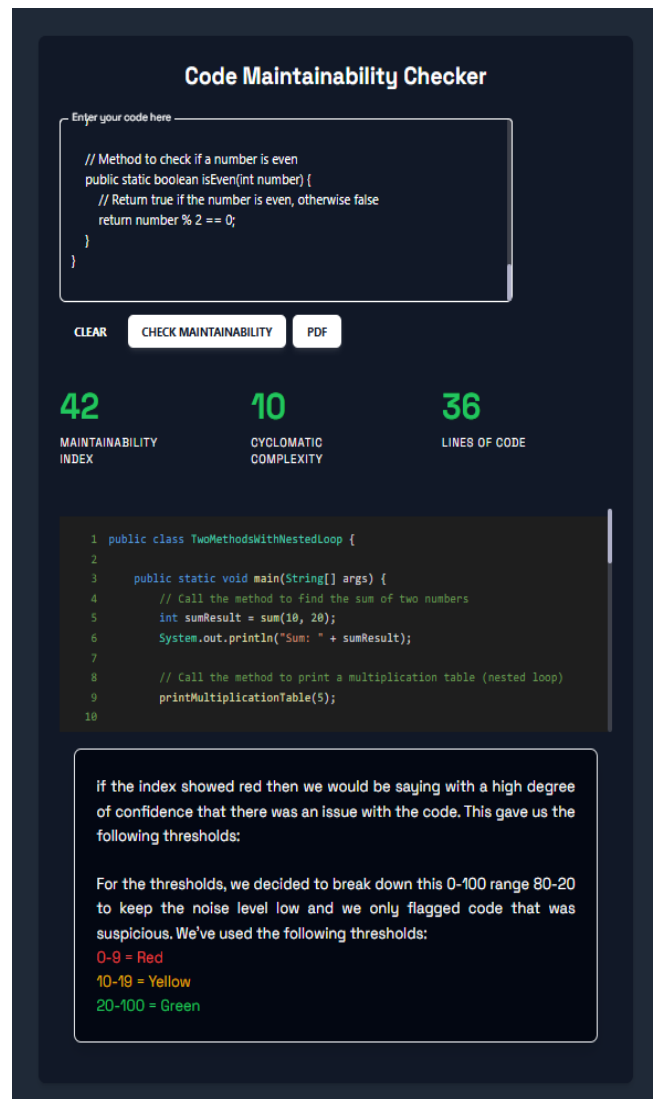 Code Maintainability Checker
Enter your code here
// Method to check if a number is even
public static boolean isEven(int number) {
// Return true if the number is even, otherwise false
return number % 2 == 0;
}
}
CLEAR
CHECK MAINTAINABILITY
PDF
42
10
36
MAINTAINABILITY
INDEX
CYCLOMATIC
COMPLEXITY
LINES OF CODE
1 public class TwoMethodsWithNestedLoop {
2
3 public static void main(String[] args) {
4 // Call the method to find the sum of two numbers
5 int sumResult = sum(10, 20);
6 System.out.println("Sum: " + sumResult);
7
8 // Call the method to print a multiplication table (nested loop)
9 printMultiplicationTable(5);
10
if the index showed red then we would be saying with a high degree
of confidence that there was an issue with the code. This gave us the
following thresholds:
For the thresholds, we decided to break down this 0-100 range 80-20
to keep the noise level low and we only flagged code that was
suspicious. We've used the following thresholds:
0-9 = Red
10-19 = Yellow
20-100 = Green